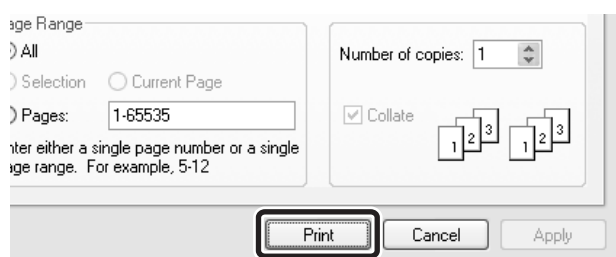 age Range
All
Number of copies: 1
Selection Current Page
Pages: 1-65535
Collate
1 2 3 1 2 3
nter either a single page number or a single
age range. For example, 5-12
Print Cancel Apply